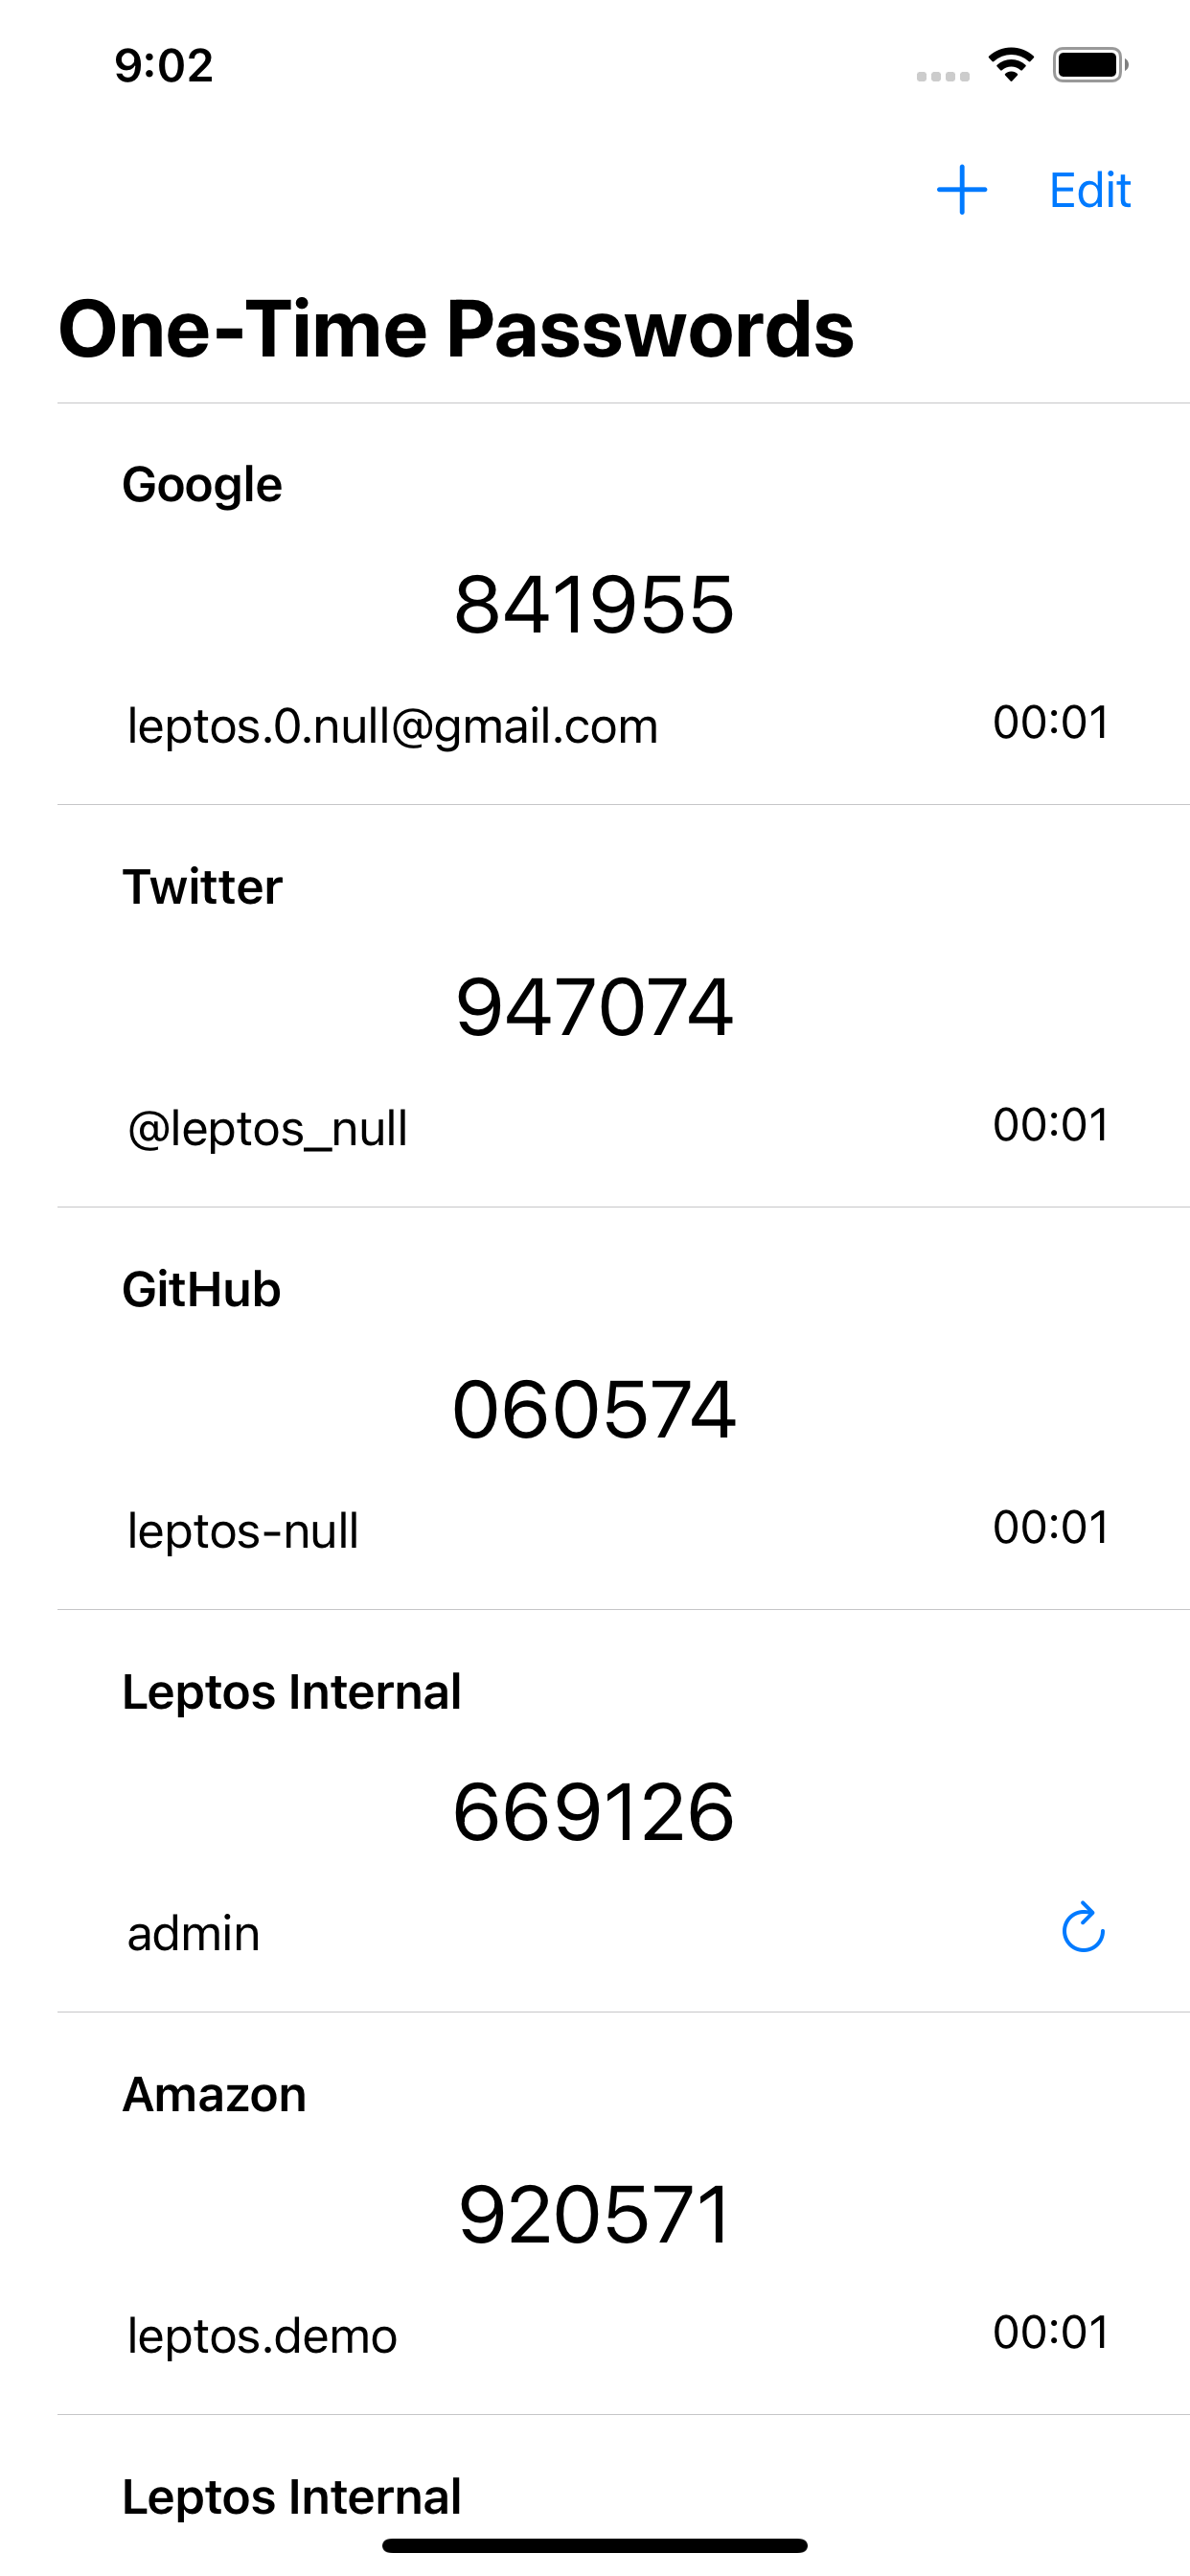 9:02
Edit
One-Time Passwords
Google
841955
leptos.0.null@gmail.com 00:01
Twitter
947074
@leptos_null 00:01
GitHub
060574
leptos-null 00:01
Leptos Internal
669126
admin
Amazon
920571
leptos.demo 00:01
Leptos Internal